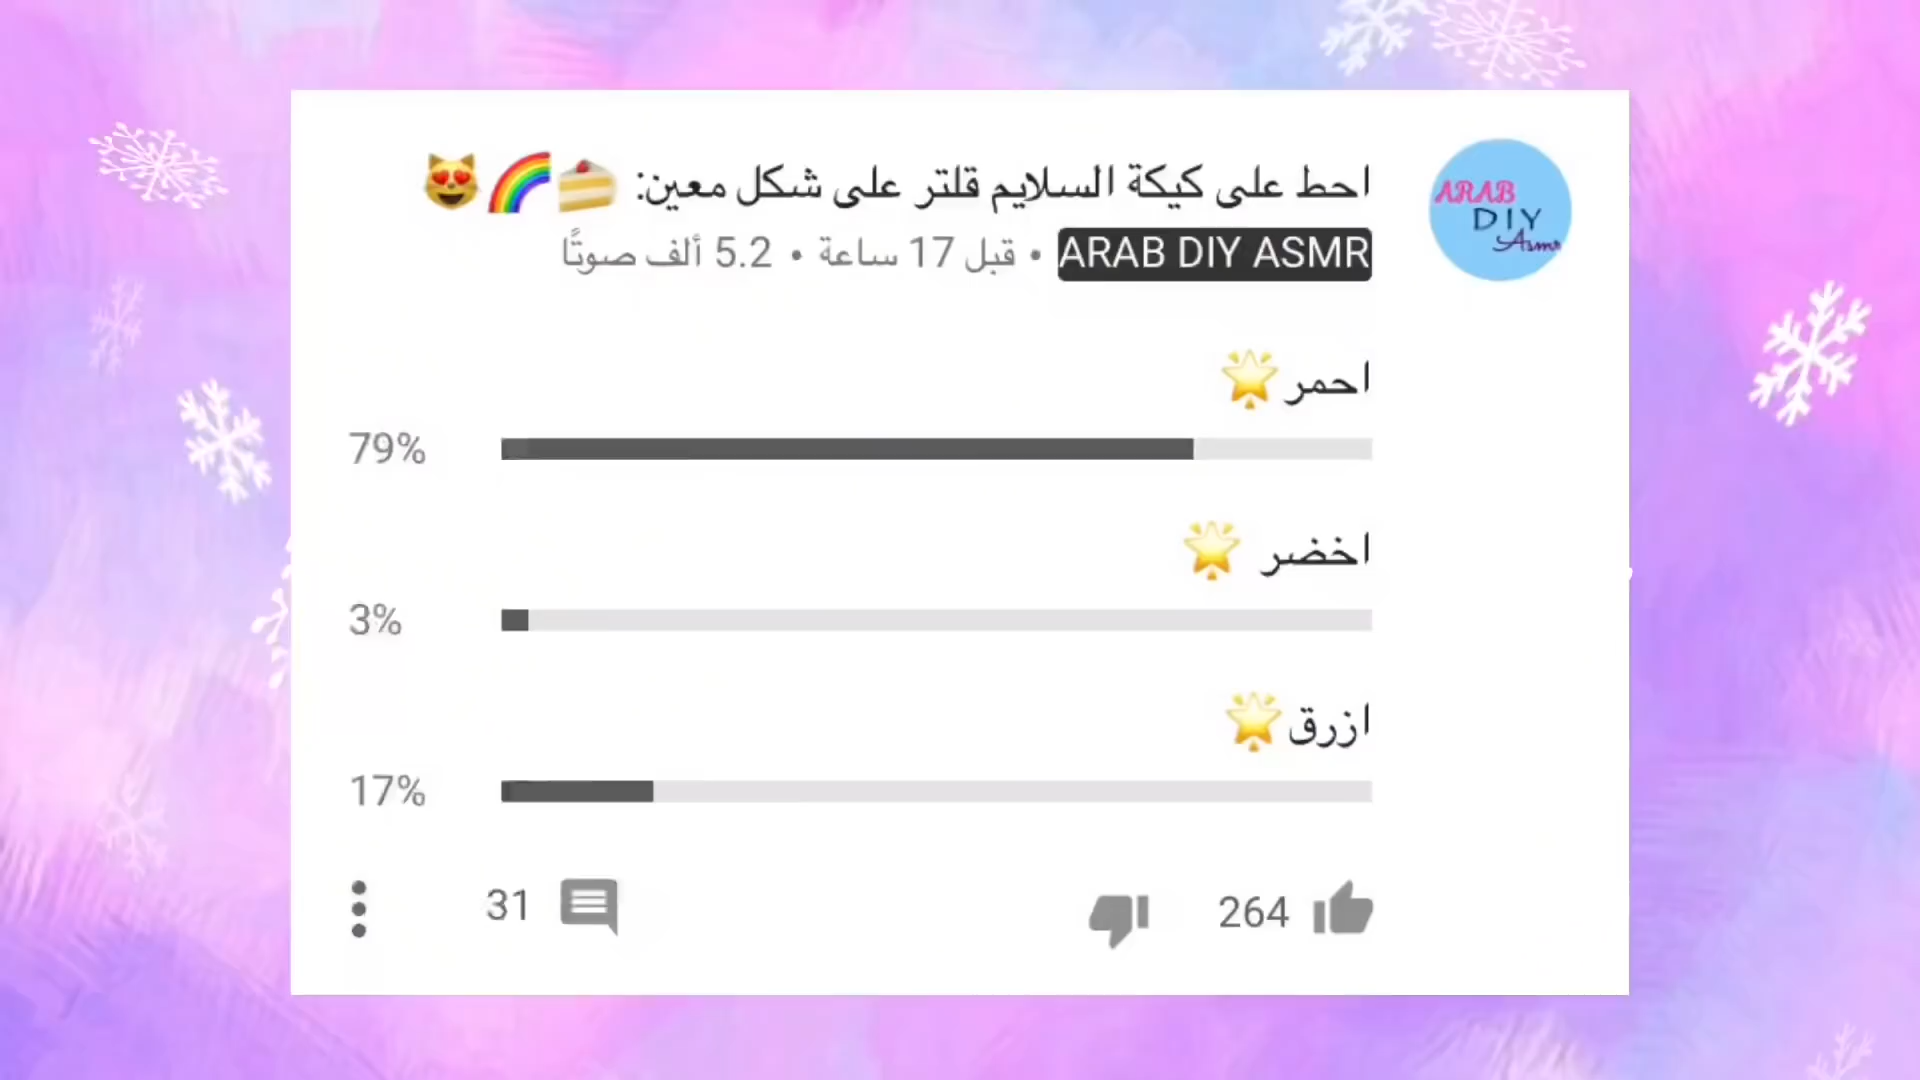 احط على كيكة السلايم قلتر على شكل معين: 🍰🌈😻
ARAB DIY ASMR • قبل 17 ساعة • 5.2 ألف صوتًا
ARAB
DIY
Asmr
احمر🌟
79%
اخضر 🌟
3%
ازرق🌟
17%
264
31